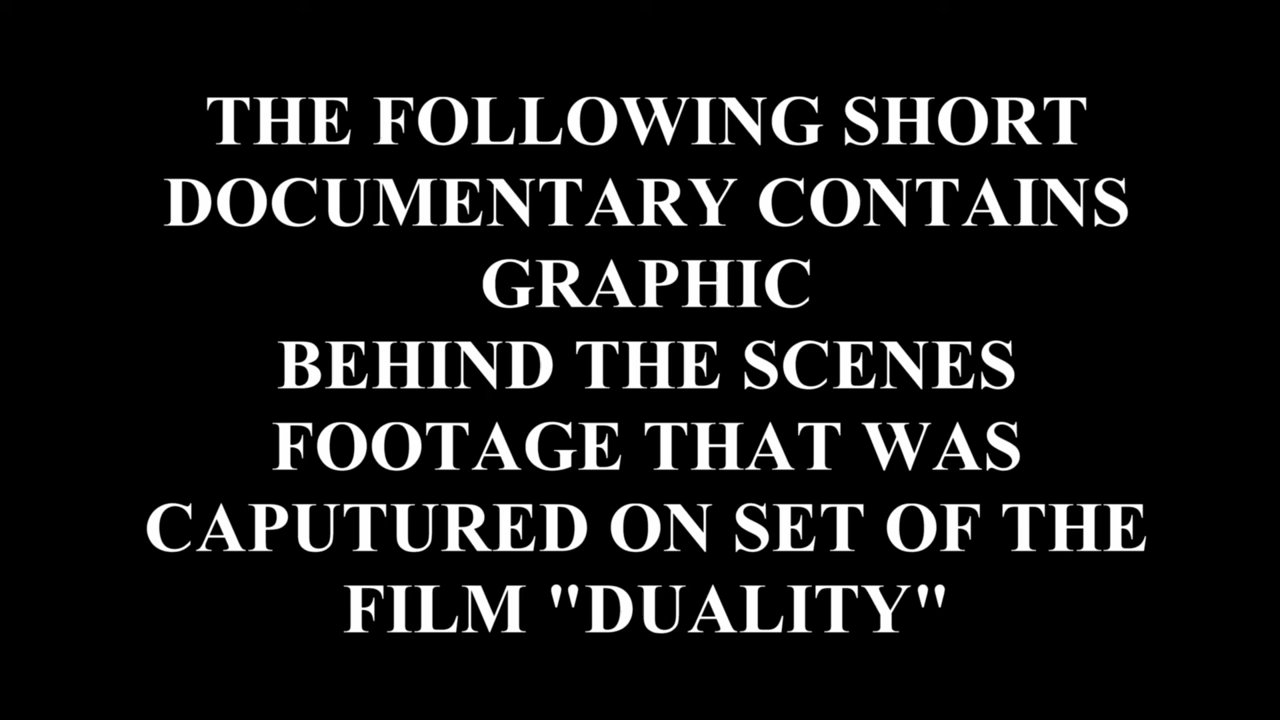 THE FOLLOWING SHORT
DOCUMENTARY CONTAINS
GRAPHIC
BEHIND THE SCENES
FOOTAGE THAT WAS
CAPUTURED ON SET OF THE
FILM "DUALITY"